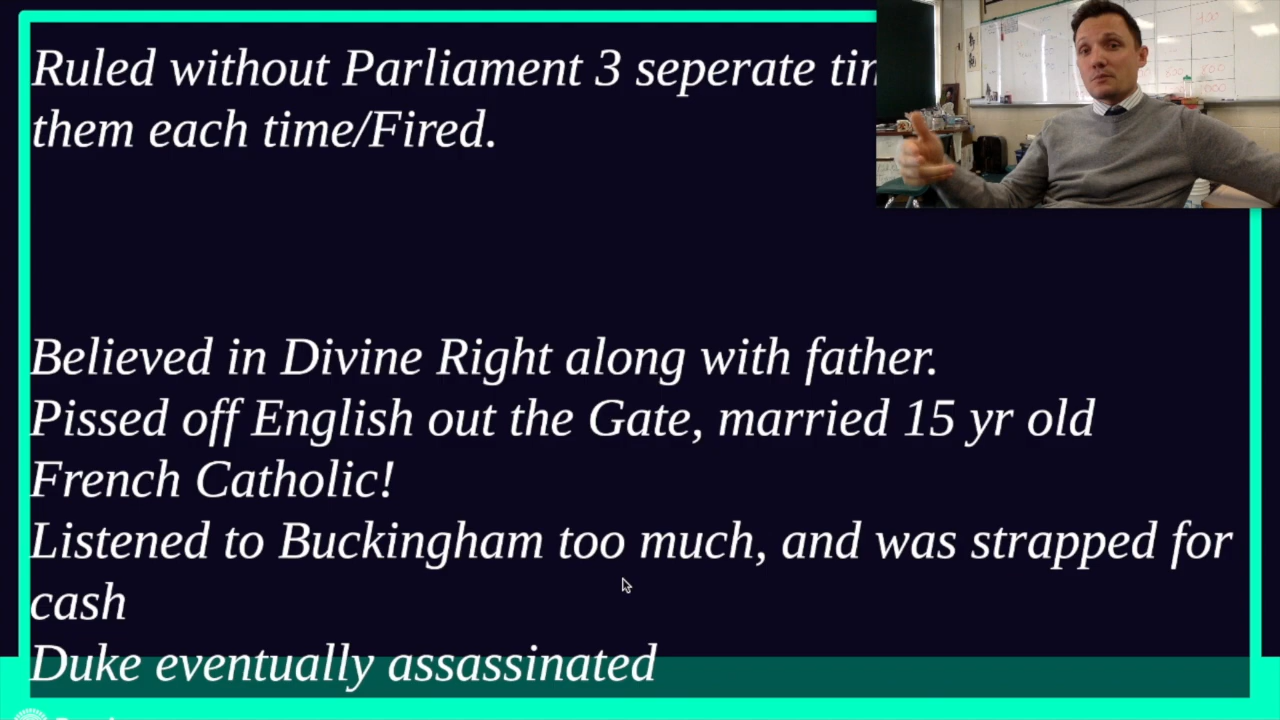 Ruled without Parliament 3 seperate
them each time/Fired.
Believed in Divine Right along with father.
Pissed off English out the Gate, married 15 yr old
French Catholic!
Listened to Buckingham too much, and was strapped for
cash
Duke eventually assassinated